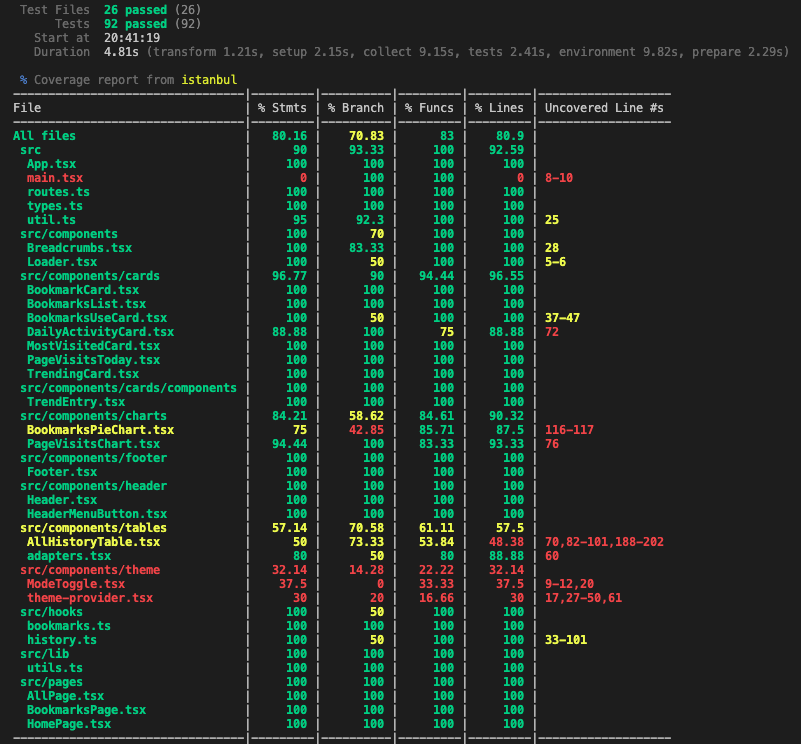 Test Files  26 passed (26)
Tests  92 passed (92)
Start at  20:41:19
Duration  4.81s (transform 1.21s, setup 2.15s, collect 9.15s, tests 2.41s, environment 9.82s, prepare 2.29s)
% Coverage report from istanbul
File | % Stmts | % Branch | % Funcs | % Lines | Uncovered Line #s
All files | 80.16 | 70.83 | 83 | 80.9 |
src | 90 | 93.33 | 100 | 92.59 |
App.tsx | 100 | 100 | 100 | 100 |
main.tsx | 0 | 100 | 100 | 0 | 8-10
routes.ts | 100 | 100 | 100 | 100 |
types.ts | 100 | 100 | 100 | 100 |
util.ts | 95 | 92.3 | 100 | 100 | 25
src/components | 100 | 70 | 100 | 100 |
Breadcrumbs.tsx | 100 | 83.33 | 100 | 100 | 28
Loader.tsx | 100 | 50 | 100 | 100 | 5-6
src/components/cards | 96.77 | 90 | 94.44 | 96.55 |
BookmarkCard.tsx | 100 | 100 | 100 | 100 |
BookmarksList.tsx | 100 | 100 | 100 | 100 |
BookmarksUseCard.tsx | 100 | 50 | 100 | 100 | 37-47
DailyActivityCard.tsx | 88.88 | 100 | 75 | 88.88 | 72
MostVisitedCard.tsx | 100 | 100 | 100 | 100 |
PageVisitsToday.tsx | 100 | 100 | 100 | 100 |
TrendingCard.tsx | 100 | 100 | 100 | 100 |
src/components/cards/components | 100 | 100 | 100 | 100 |
TrendEntry.tsx | 100 | 100 | 100 | 100 |
src/components/charts | 84.21 | 58.62 | 84.61 | 90.32 |
BookmarksPieChart.tsx | 75 | 42.85 | 85.71 | 87.5 | 116-117
PageVisitsChart.tsx | 94.44 | 100 | 83.33 | 93.33 | 76
src/components/footer | 100 | 100 | 100 | 100 |
Footer.tsx | 100 | 100 | 100 | 100 |
src/components/header | 100 | 100 | 100 | 100 |
Header.tsx | 100 | 100 | 100 | 100 |
HeaderMenuButton.tsx | 100 | 100 | 100 | 100 |
src/components/tables | 57.14 | 70.58 | 61.11 | 57.5 |
AllHistoryTable.tsx | 50 | 73.33 | 53.84 | 48.38 | 70,82-101,188-202
adapters.tsx | 80 | 50 | 80 | 88.88 | 60
src/components/theme | 32.14 | 14.28 | 22.22 | 32.14 |
ModeToggle.tsx | 37.5 | 0 | 33.33 | 37.5 | 9-12,20
theme-provider.tsx | 30 | 20 | 16.66 | 30 | 17,27-50,61
src/hooks | 100 | 50 | 100 | 100 |
bookmarks.ts | 100 | 100 | 100 | 100 |
history.ts | 100 | 50 | 100 | 100 | 33-101
src/lib | 100 | 100 | 100 | 100 |
utils.ts | 100 | 100 | 100 | 100 |
src/pages | 100 | 100 | 100 | 100 |
AllPage.tsx | 100 | 100 | 100 | 100 |
BookmarksPage.tsx | 100 | 100 | 100 | 100 |
HomePage.tsx | 100 | 100 | 100 | 100 |